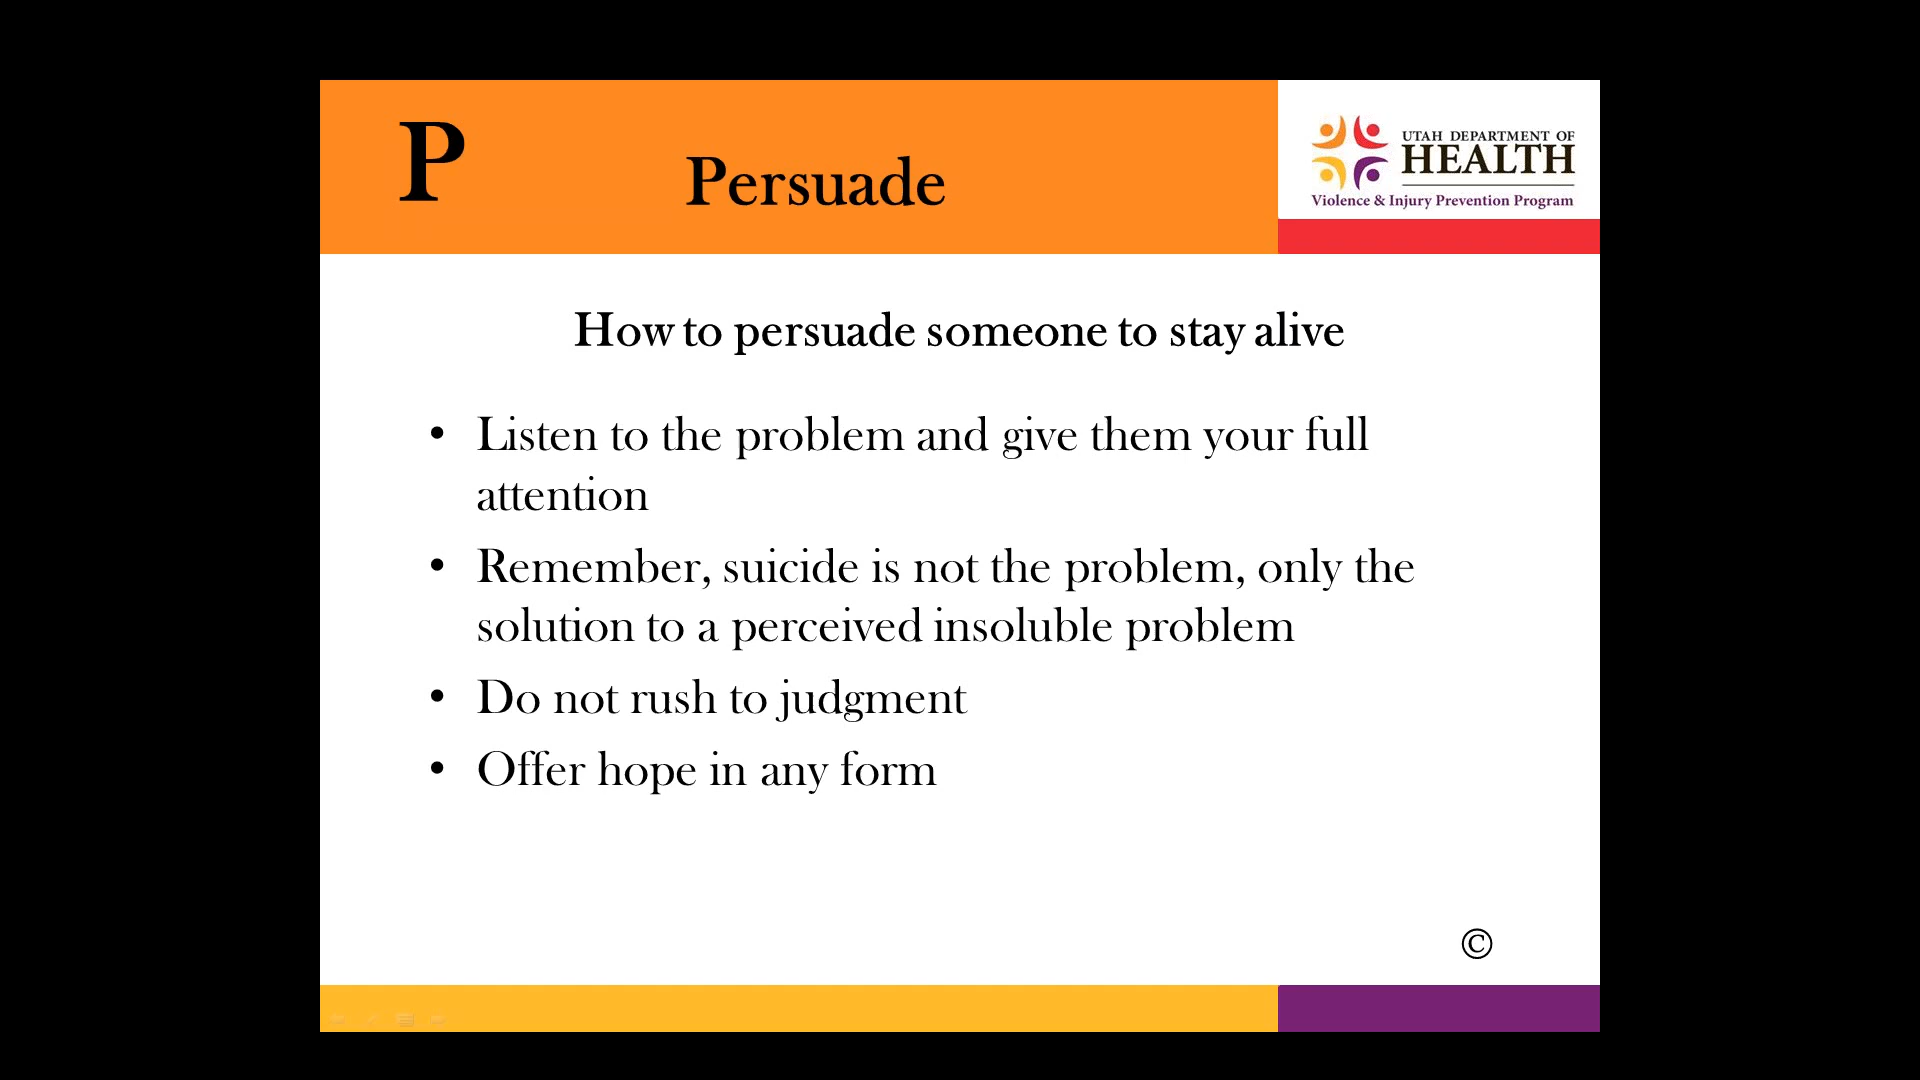 P
Persuade
UTAH DEPARTMENT OF
HEALTH
Violence & Injury Prevention Program
How to persuade someone to stay alive
• Listen to the problem and give them your full
attention
• Remember, suicide is not the problem, only the
solution to a perceived insoluble problem
• Do not rush to judgment
• Offer hope in any form
©